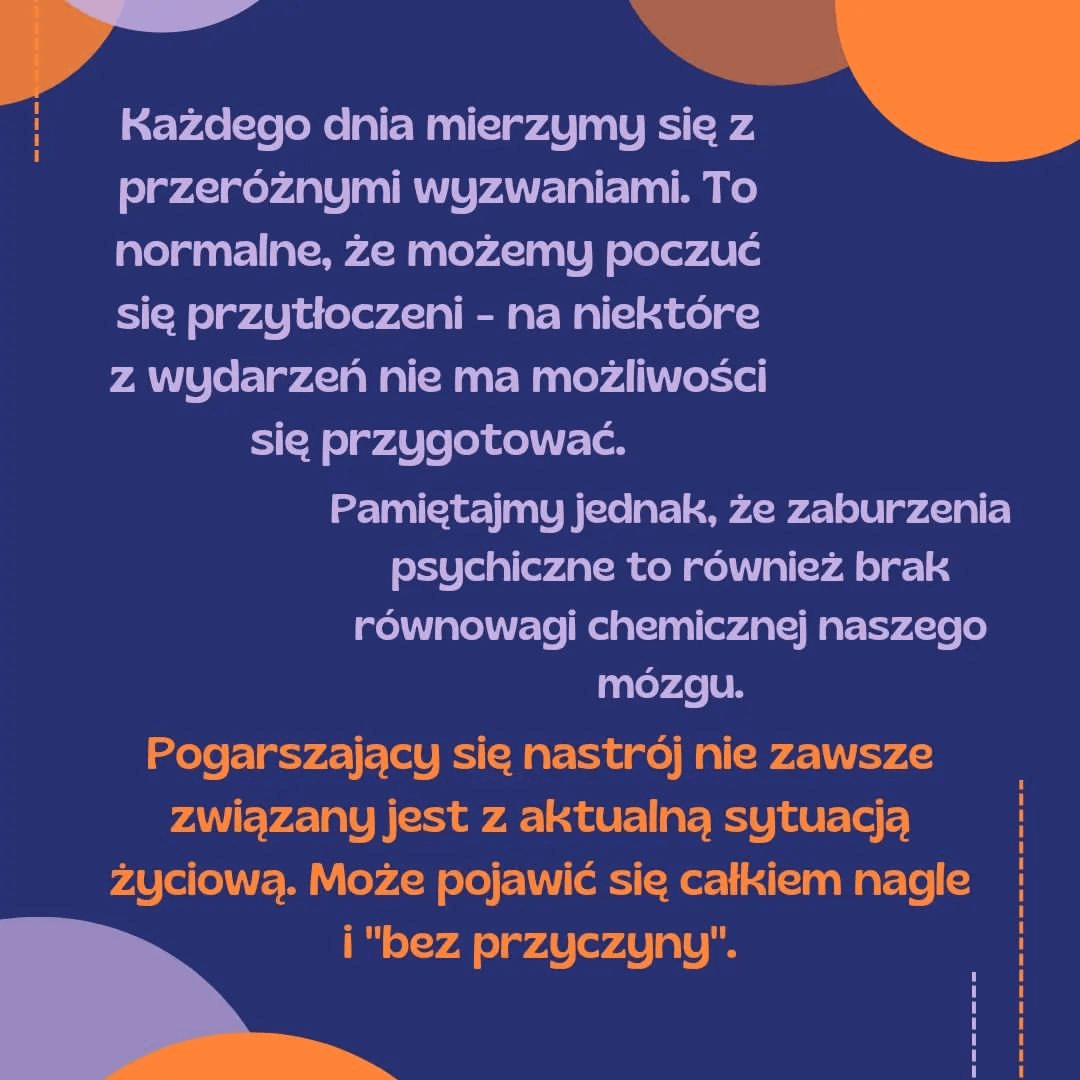 Każdego dnia mierzymy się z
przeróżnymi wyzwaniami. To
normalne, że możemy poczuć
się przytłoczeni - na niektóre
z wydarzeń nie ma możliwości
się przygotować.
Pamiętajmy jednak, że zaburzenia
psychiczne to również brak
równowagi chemicznej naszego
mózgu.
Pogarszający się nastrój nie zawsze
związany jest z aktualną sytuacją
życiową. Może pojawić się całkiem nagle
i "bez przyczyny".